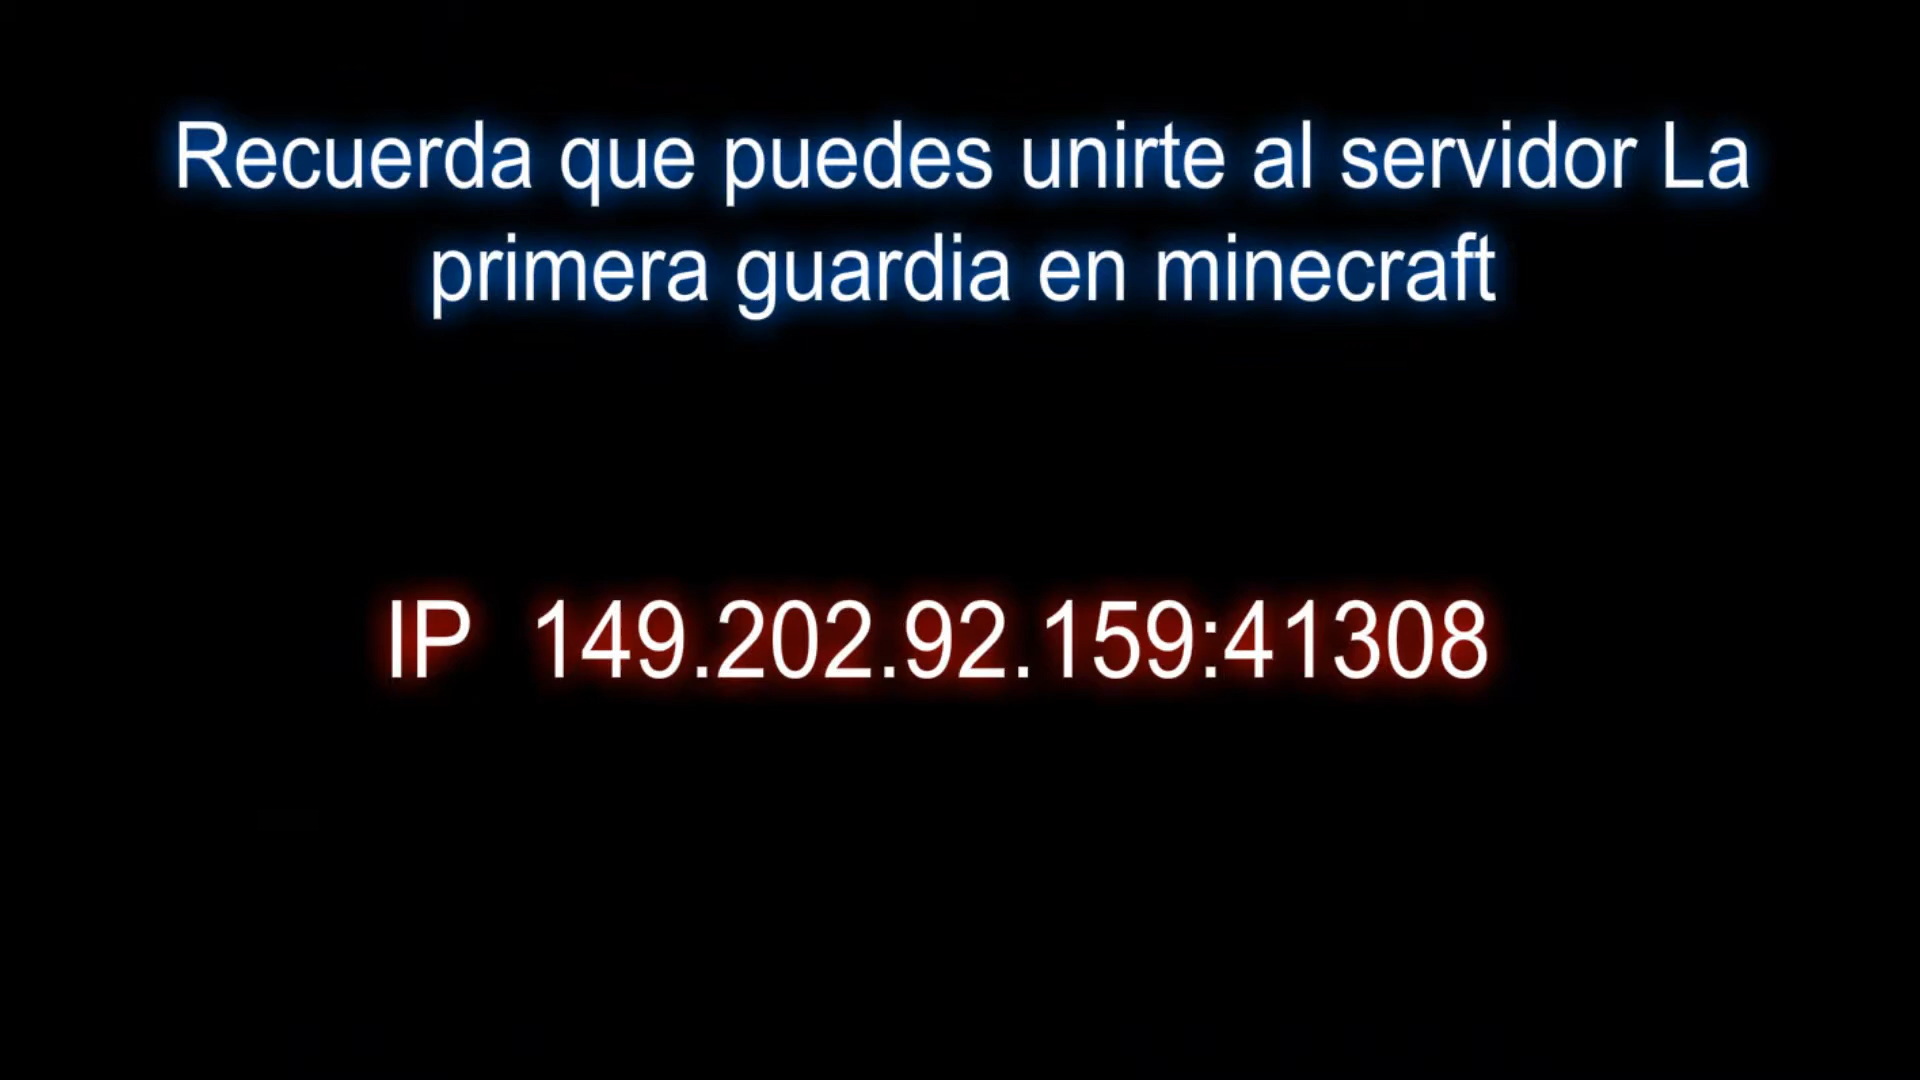 Recuerda que puedes unirte al servidor La
primera guardia en minecraft
IP 149.202.92.159:41308